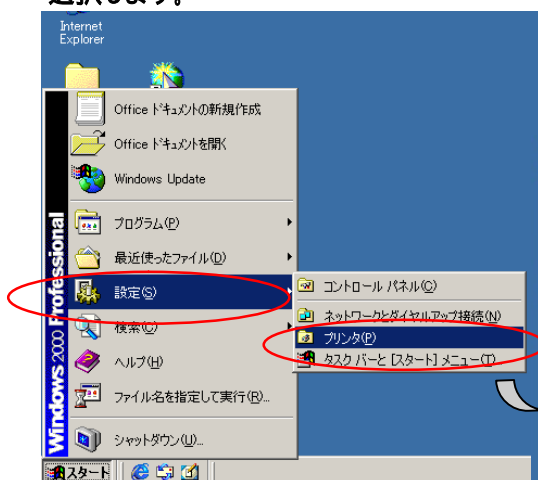 選択します。
Internet
Explorer
Office ﾄﾞｷｭﾒﾝﾄの新規作成
Office ﾄﾞｷｭﾒﾝﾄを開く
Windows Update
プログラム(P)
最近使ったファイル(D)
設定(S)
検索(C)
ヘルプ(H)
ファイル名を指定して実行(R)...
シャットダウン(U)...
Windows 2000 Professional
コントロール パネル(C)
ネットワークとダイヤルアップ接続(N)
プリンタ(P)
タスク バーと [スタート] メニュー(T)
スタート